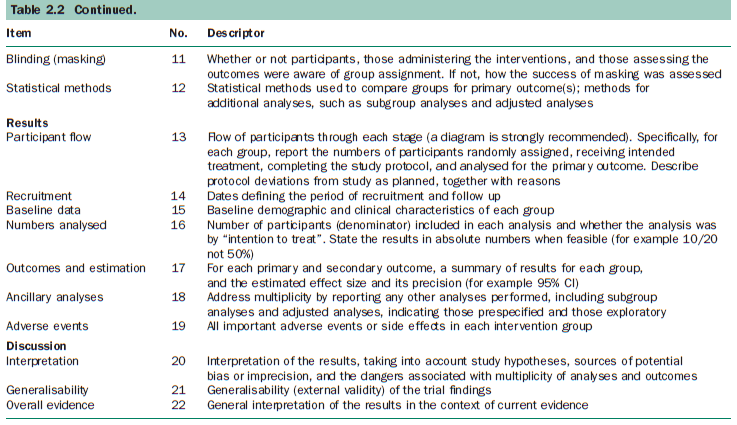 Table 2.2 Continued.
Item No. Descriptor
Blinding (masking) 11 Whether or not participants, those administering the interventions, and those assessing the
outcomes were aware of group assignment. If not, how the success of masking was assessed
Statistical methods 12 Statistical methods used to compare groups for primary outcome(s); methods for
additional analyses, such as subgroup analyses and adjusted analyses
Results
Participant flow 13 Flow of participants through each stage (a diagram is strongly recommended). Specifically, for
each group, report the numbers of participants randomly assigned, receiving intended
treatment, completing the study protocol, and analysed for the primary outcome. Describe
protocol deviations from study as planned, together with reasons
Recruitment 14 Dates defining the period of recruitment and follow up
Baseline data 15 Baseline demographic and clinical characteristics of each group
Numbers analysed 16 Number of participants (denominator) included in each analysis and whether the analysis was
by “intention to treat”. State the results in absolute numbers when feasible (for example 10/20
not 50%)
Outcomes and estimation 17 For each primary and secondary outcome, a summary of results for each group,
and the estimated effect size and its precision (for example 95% CI)
Ancillary analyses 18 Address multiplicity by reporting any other analyses performed, including subgroup
analyses and adjusted analyses, indicating those prespecified and those exploratory
Adverse events 19 All important adverse events or side effects in each intervention group
Discussion
Interpretation 20 Interpretation of the results, taking into account study hypotheses, sources of potential
bias or imprecision, and the dangers associated with multiplicity of analyses and outcomes
Generalisability 21 Generalisability (external validity) of the trial findings
Overall evidence 22 General interpretation of the results in the context of current evidence